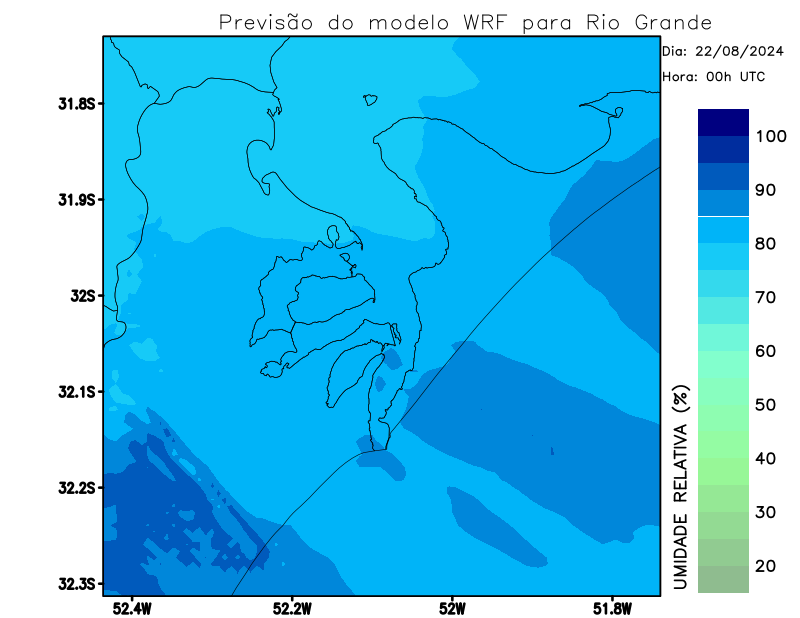 Previsão do modelo WRF para Rio Grande
Dia: 22/08/2024
Hora: 00h UTC
31.8S
31.9S
32S
32.1S
32.2S
32.3S
52.4W
52.2W
52W
51.8W
100
90
80
70
60
50
40
30
20
UMIDADE RELATIVA (%)